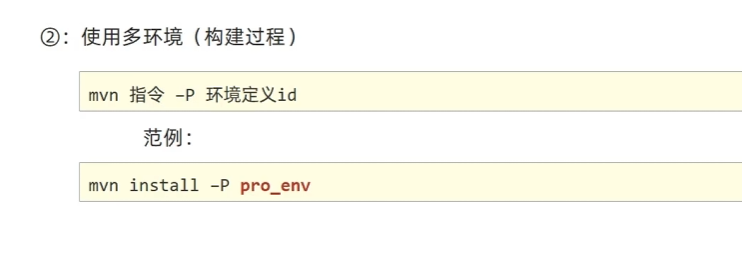 ②：使用多环境（构建过程）
mvn 指令 –P 环境定义id
范例：
mvn install –P pro_env